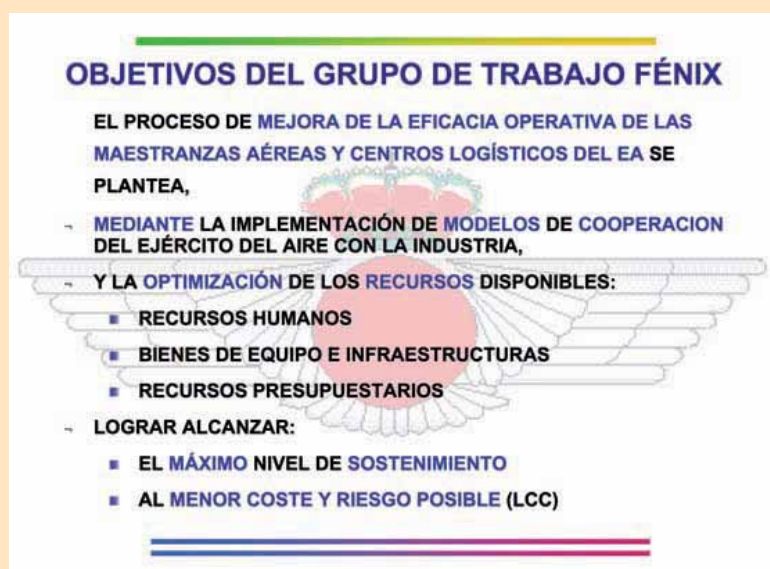 OBJETIVOS DEL GRUPO DE TRABAJO FÉNIX
EL PROCESO DE MEJORA DE LA EFICACIA OPERATIVA DE LAS
MAESTRANZAS AÉREAS Y CENTROS LOGÍSTICOS DEL EA SE
PLANTEA,
¬ MEDIANTE LA IMPLEMENTACIÓN DE MODELOS DE COOPERACION
DEL EJÉRCITO DEL AIRE CON LA INDUSTRIA,
¬ Y LA OPTIMIZACIÓN DE LOS RECURSOS DISPONIBLES:
■ RECURSOS HUMANOS
■ BIENES DE EQUIPO E INFRAESTRUCTURAS
■ RECURSOS PRESUPUESTARIOS
¬ LOGRAR ALCANZAR:
■ EL MÁXIMO NIVEL DE SOSTENIMIENTO
■ AL MENOR COSTE Y RIESGO POSIBLE (LCC)